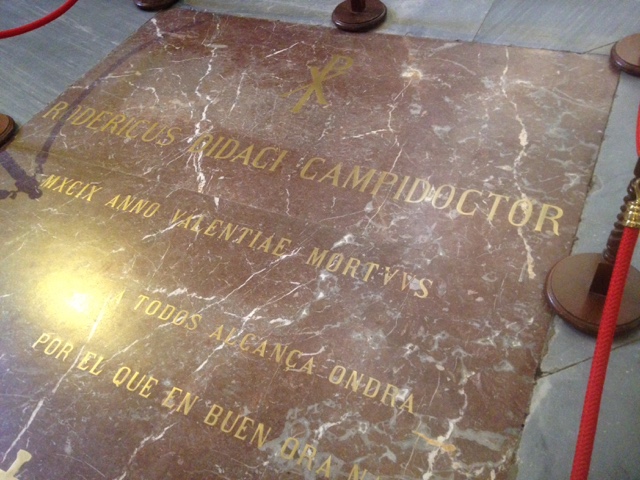 RODERICUS DIDACI CAMPIDOCTOR
MXCIX ANNO VALENTIAE MORTVVS
A TODOS ALCANÇA ONDRA
POR EL QUE EN BUEN ORA